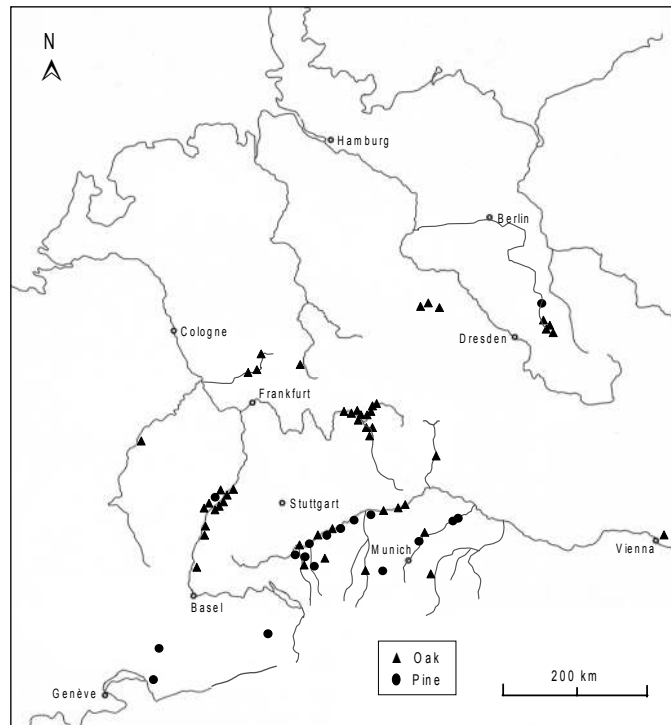 N
Hamburg
Berlin
Cologne
Dresden
Frankfurt
Stuttgart
Munich
Vienna
Basel
Oak
Pine
Genève
200 km